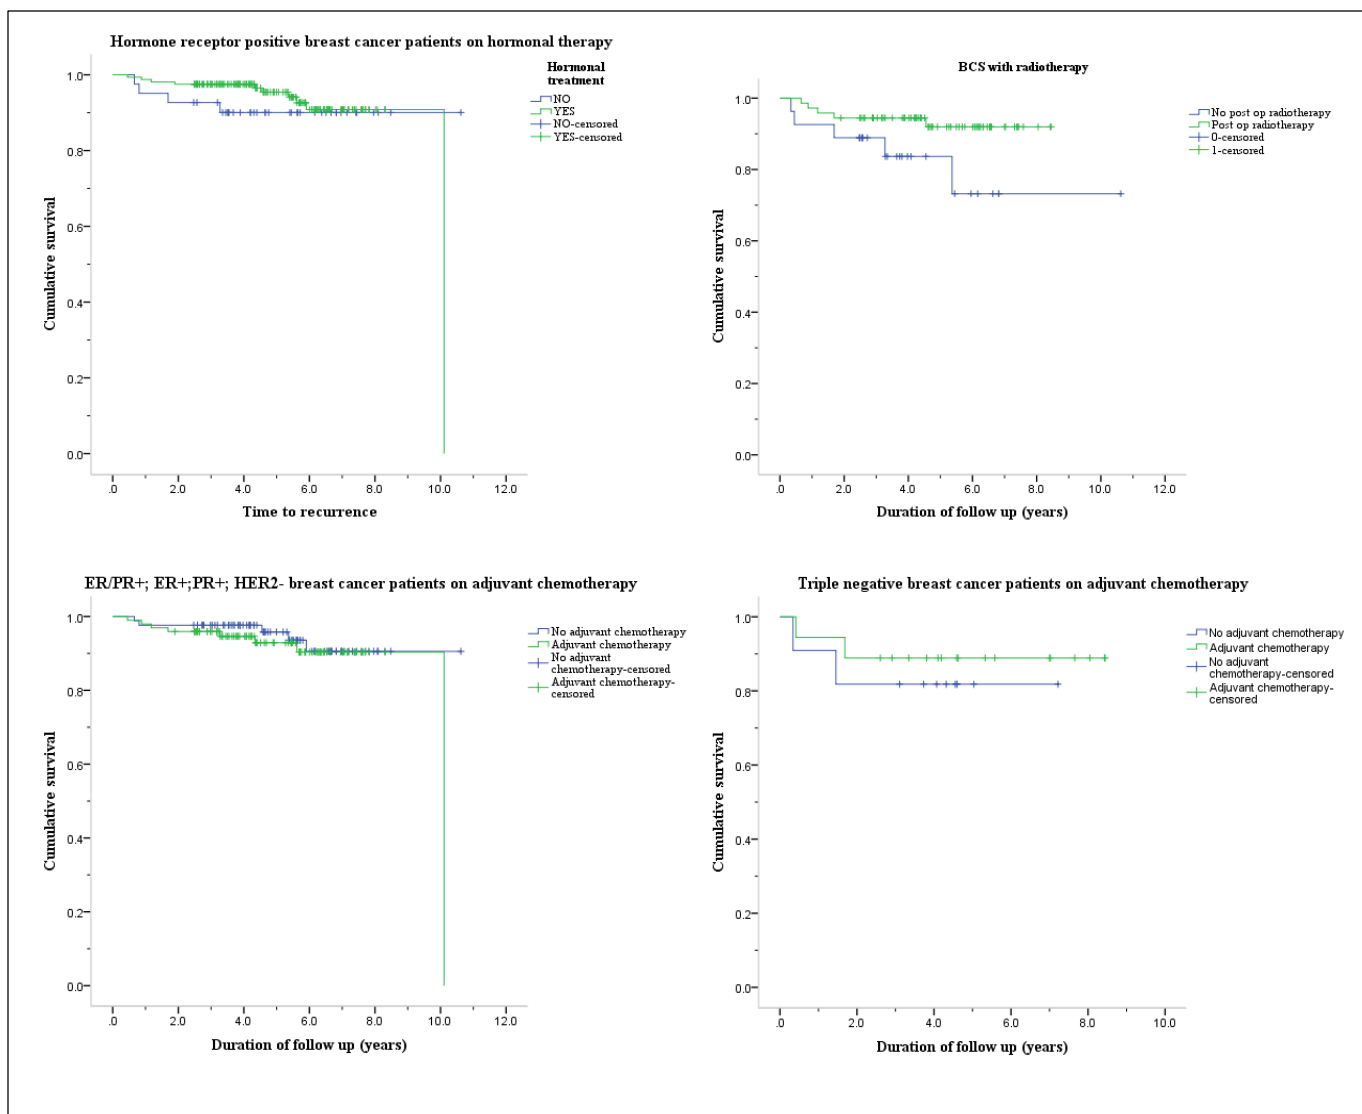 Hormone receptor positive breast cancer patients on hormonal therapy
Hormonal
treatment
NO
YES
NO-censored
YES-censored
1.0
0.8
0.6
0.4
0.2
0.0
Cumulative survival
.0 2.0 4.0 6.0 8.0 10.0 12.0
Time to recurrence
BCS with radiotherapy
No post op radiotherapy
Post op radiotherapy
0-censored
1-censored
1.0
0.8
0.6
0.4
0.2
0.0
Cumulative survival
.0 2.0 4.0 6.0 8.0 10.0 12.0
Duration of follow up (years)
ER/PR+; ER+;PR+; HER2- breast cancer patients on adjuvant chemotherapy
No adjuvant chemotherapy
Adjuvant chemotherapy
No adjuvant
chemotherapy-censored
Adjuvant chemotherapy-
censored
1.0
0.8
0.6
0.4
0.2
0.0
Cumulative survival
.0 2.0 4.0 6.0 8.0 10.0 12.0
Duration of follow up (years)
Triple negative breast cancer patients on adjuvant chemotherapy
No adjuvant chemotherapy
Adjuvant chemotherapy
No adjuvant
chemotherapy-censored
Adjuvant chemotherapy-
censored
1.0
0.8
0.6
0.4
0.2
0.0
Cumulative survival
.0 2.0 4.0 6.0 8.0 10.0
Duration of follow up (years)